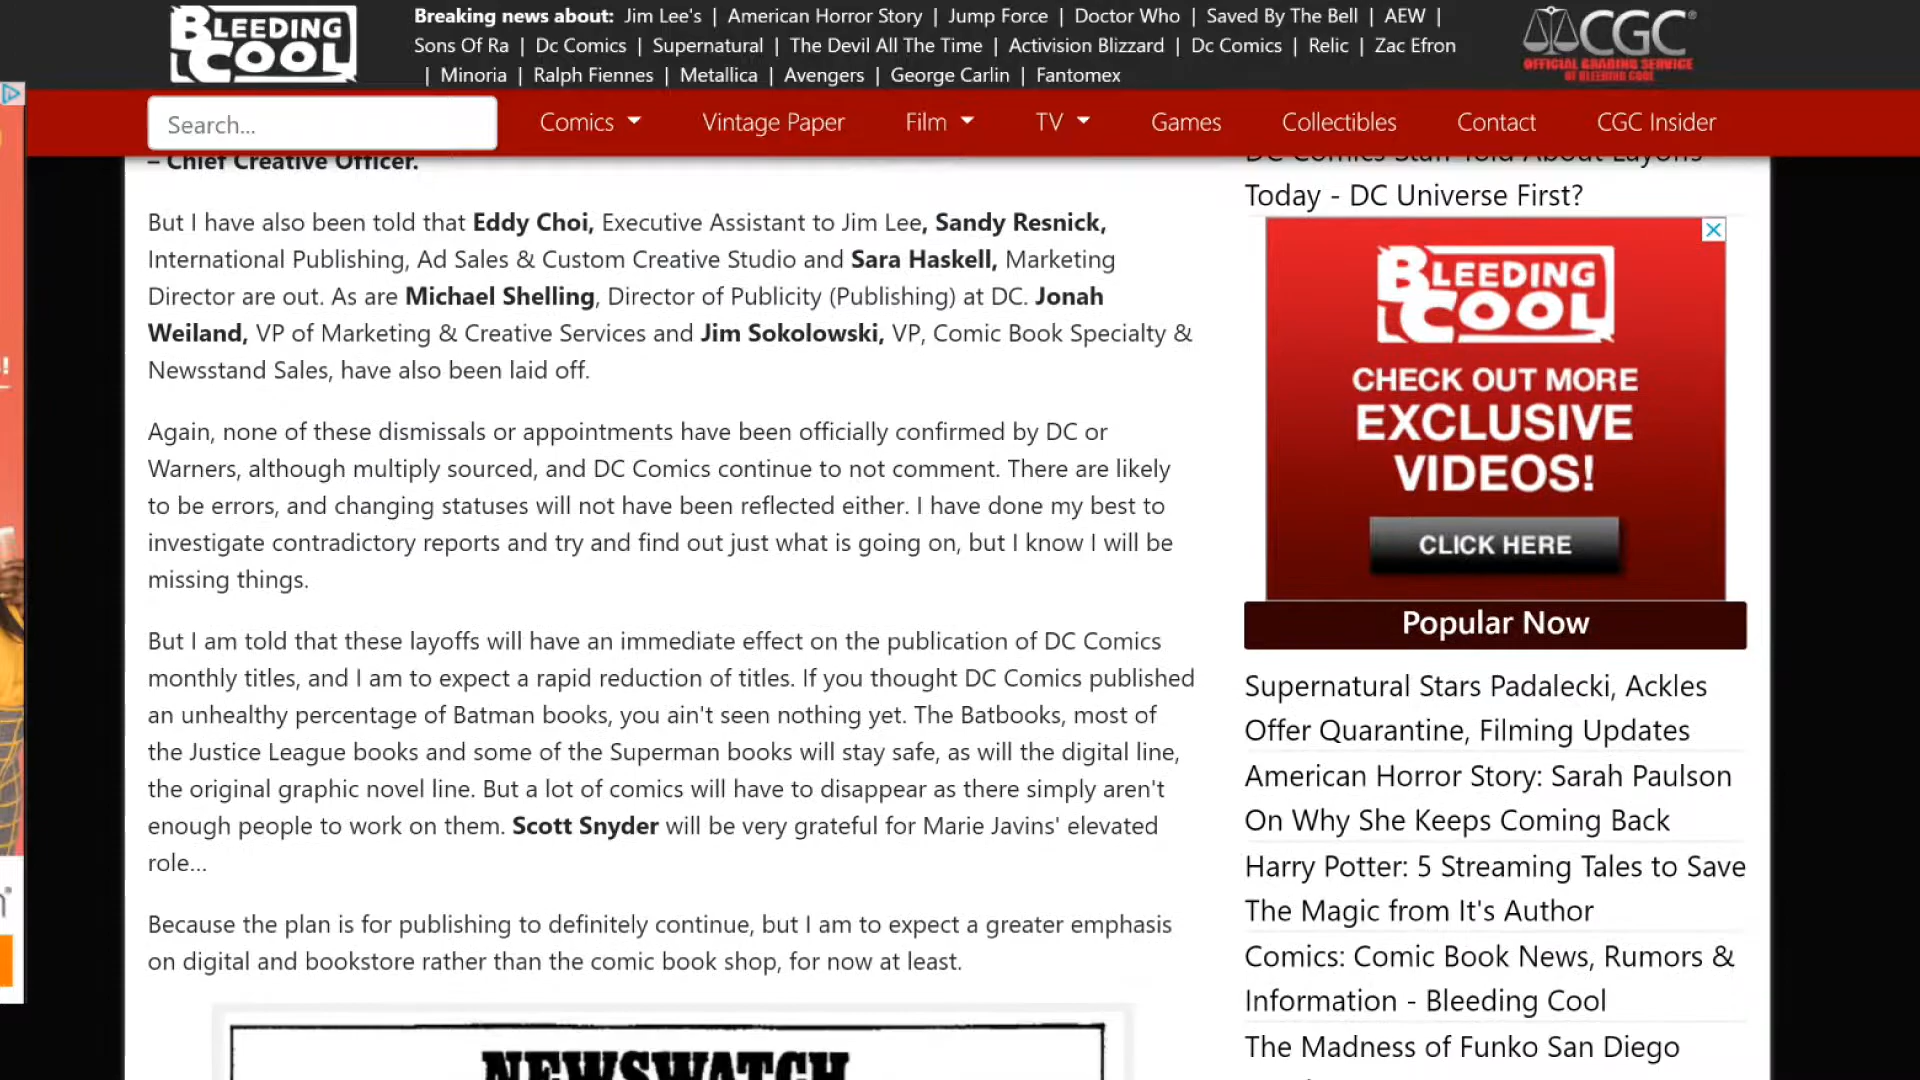 BLEEDING COOL
Breaking news about: Jim Lee's | American Horror Story | Jump Force | Doctor Who | Saved By The Bell | AEW |
Sons Of Ra | Dc Comics | Supernatural | The Devil All The Time | Activision Blizzard | Dc Comics | Relic | Zac Efron
| Minoria | Ralph Fiennes | Metallica | Avengers | George Carlin | Fantomex
CGC®
OFFICIAL GRADING SERVICE
OF BLEEDING COOL
Search...
Comics
Vintage Paper
Film
TV
Games
Collectibles
Contact
CGC Insider
– Chief Creative Officer.
But I have also been told that Eddy Choi, Executive Assistant to Jim Lee, Sandy Resnick,
International Publishing, Ad Sales & Custom Creative Studio and Sara Haskell, Marketing
Director are out. As are Michael Shelling, Director of Publicity (Publishing) at DC. Jonah
Weiland, VP of Marketing & Creative Services and Jim Sokolowski, VP, Comic Book Specialty &
Newsstand Sales, have also been laid off.
Again, none of these dismissals or appointments have been officially confirmed by DC or
Warners, although multiply sourced, and DC Comics continue to not comment. There are likely
to be errors, and changing statuses will not have been reflected either. I have done my best to
investigate contradictory reports and try and find out just what is going on, but I know I will be
missing things.
But I am told that these layoffs will have an immediate effect on the publication of DC Comics
monthly titles, and I am to expect a rapid reduction of titles. If you thought DC Comics published
an unhealthy percentage of Batman books, you ain't seen nothing yet. The Batbooks, most of
the Justice League books and some of the Superman books will stay safe, as will the digital line,
the original graphic novel line. But a lot of comics will have to disappear as there simply aren't
enough people to work on them. Scott Snyder will be very grateful for Marie Javins' elevated
role...
Because the plan is for publishing to definitely continue, but I am to expect a greater emphasis
on digital and bookstore rather than the comic book shop, for now at least.
NEWSWATCH
DC Comics Staff Told About Layoffs
Today - DC Universe First?
BLEEDING COOL
CHECK OUT MORE
EXCLUSIVE
VIDEOS!
CLICK HERE
Popular Now
Supernatural Stars Padalecki, Ackles
Offer Quarantine, Filming Updates
American Horror Story: Sarah Paulson
On Why She Keeps Coming Back
Harry Potter: 5 Streaming Tales to Save
The Magic from It's Author
Comics: Comic Book News, Rumors &
Information - Bleeding Cool
The Madness of Funko San Diego